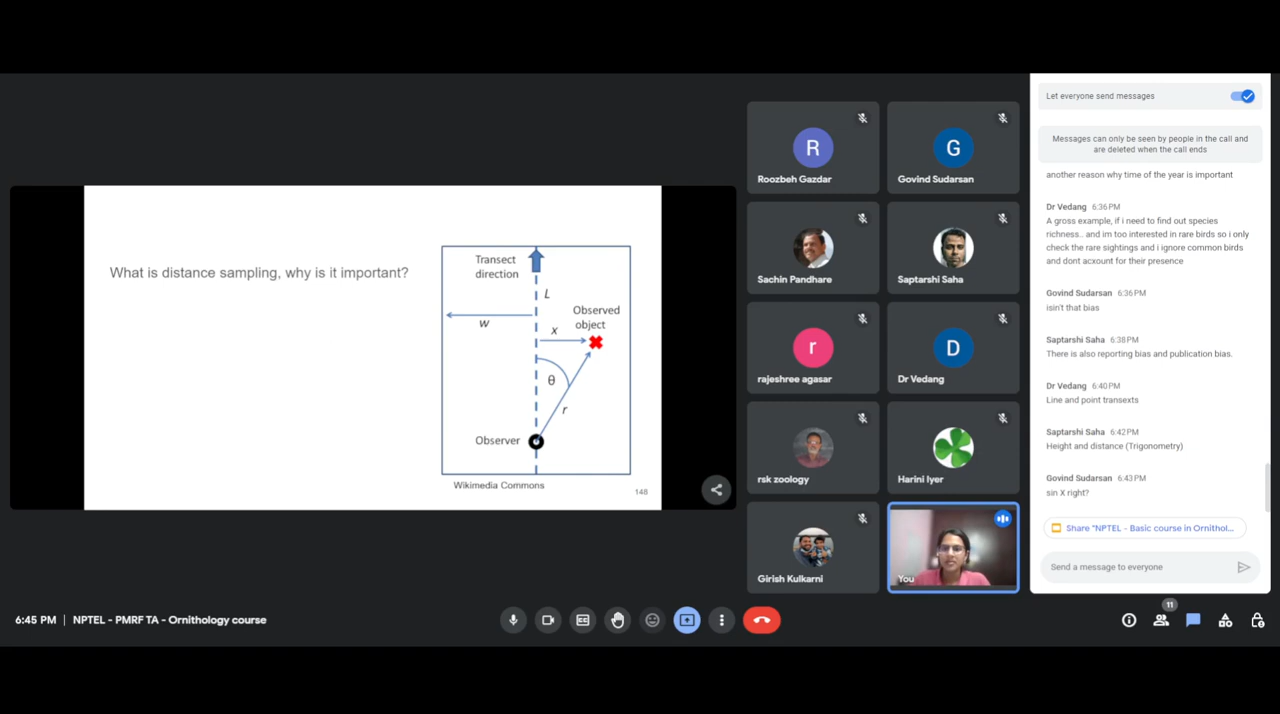 What is distance sampling, why is it important?
Transect
direction
L
w
x
Observed
object
θ
r
Observer
Wikimedia Commons
148
R
Roozbeh Gazdar
G
Govind Sudarsan
Sachin Pandhare
Saptarshi Saha
r
rajeshree agasar
D
Dr Vedang
rsk zoology
Harini Iyer
Girish Kulkarni
You
Let everyone send messages
Messages can only be seen by people in the call and
are deleted when the call ends
another reason why time of the year is important
Dr Vedang 6:36 PM
A gross example, if i need to find out species
richness.. and im too interested in rare birds so i only
check the rare sightings and i ignore common birds
and dont acxount for their presence
Govind Sudarsan 6:36 PM
isin't that bias
Saptarshi Saha 6:38 PM
There is also reporting bias and publication bias.
Dr Vedang 6:40 PM
Line and point transexts
Saptarshi Saha 6:42 PM
Height and distance (Trigonometry)
Govind Sudarsan 6:43 PM
sin X right?
Share "NPTEL - Basic course in Ornithol...
Send a message to everyone
6:45 PM | NPTEL - PMRF TA - Ornithology course
11